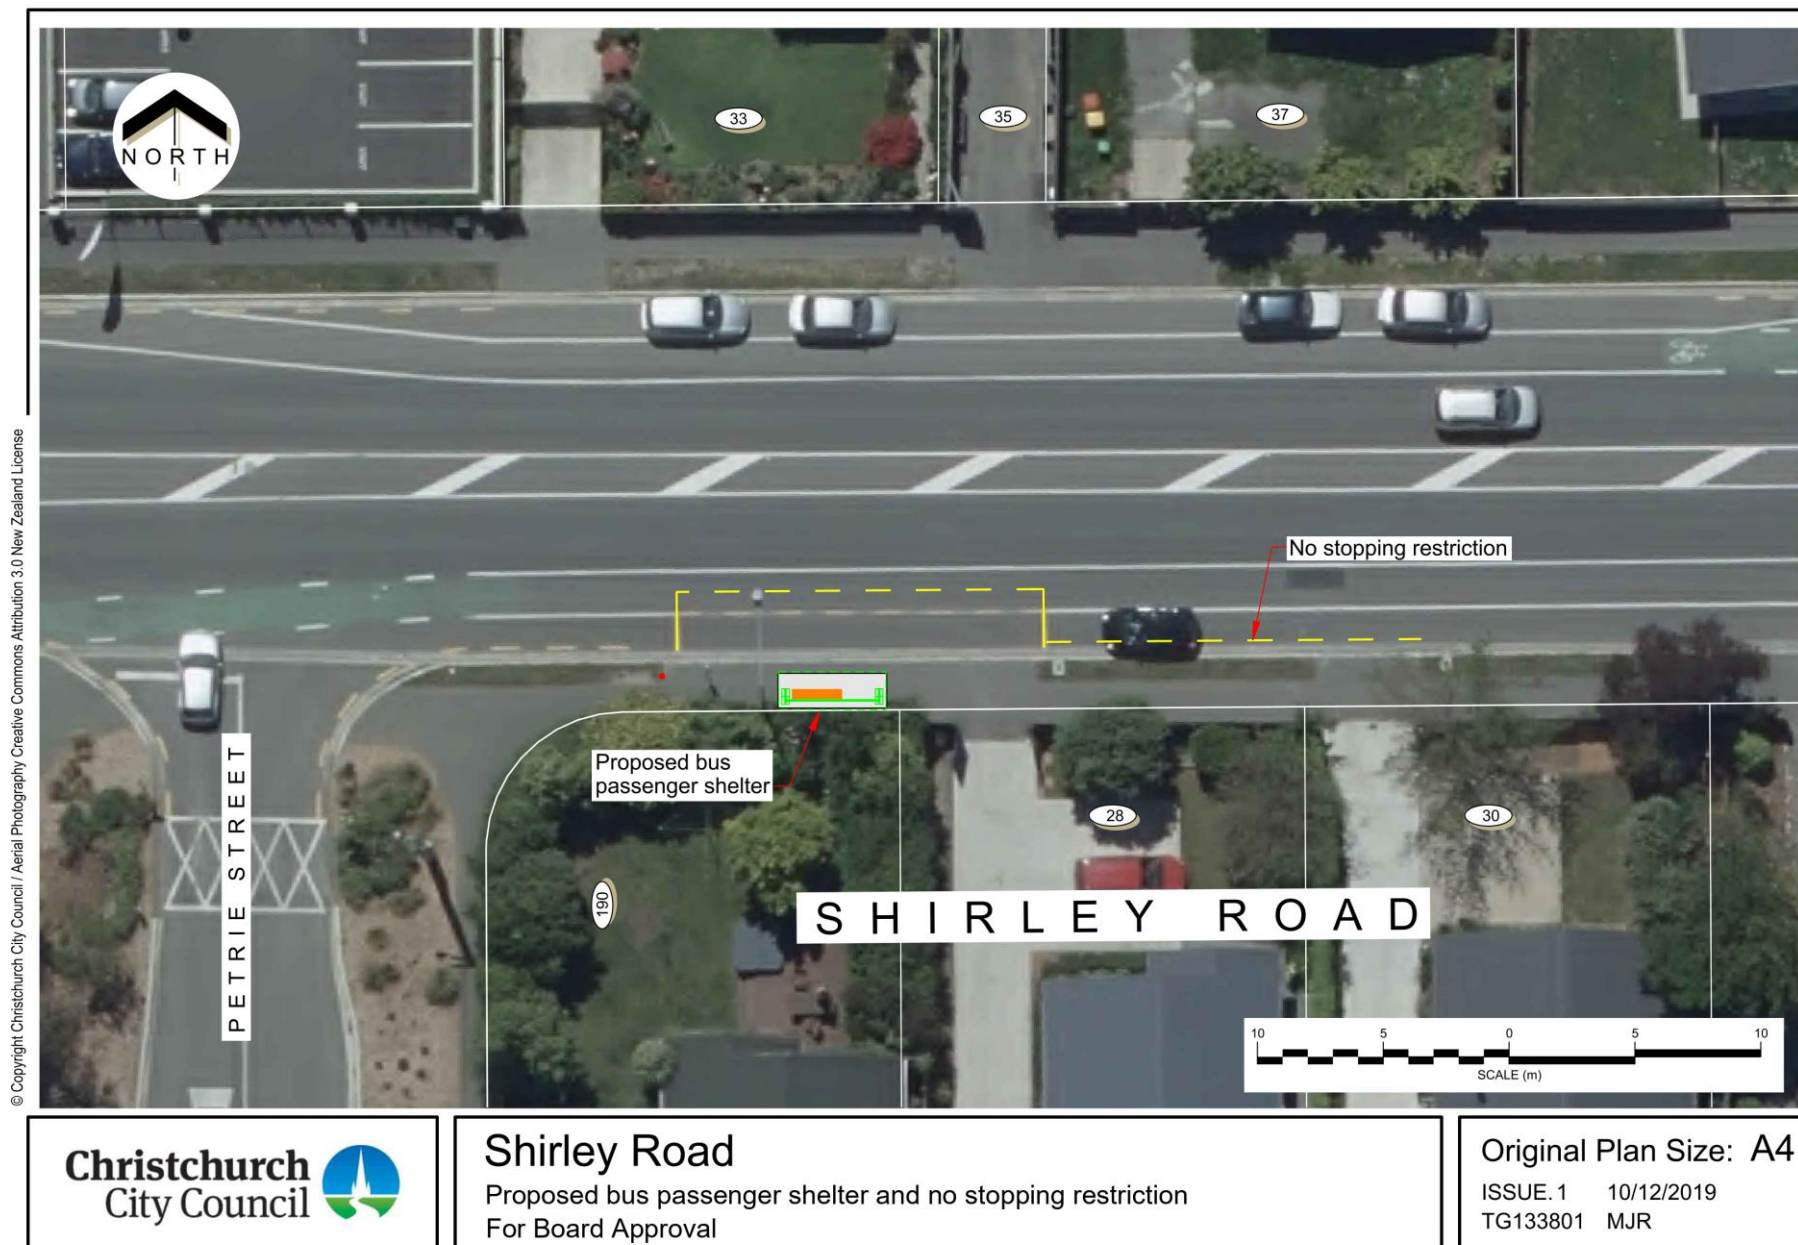 NORTH
33
35
37
No stopping restriction
Proposed bus
passenger shelter
28
30
190
PETRIE STREET
SHIRLEY ROAD
10 5 0 5 10
SCALE (m)
© Copyright Christchurch City Council / Aerial Photography Creative Commons Attribution 3.0 New Zealand License
Christchurch
City Council
Shirley Road
Proposed bus passenger shelter and no stopping restriction
For Board Approval
Original Plan Size: A4
ISSUE.1 10/12/2019
TG133801 MJR